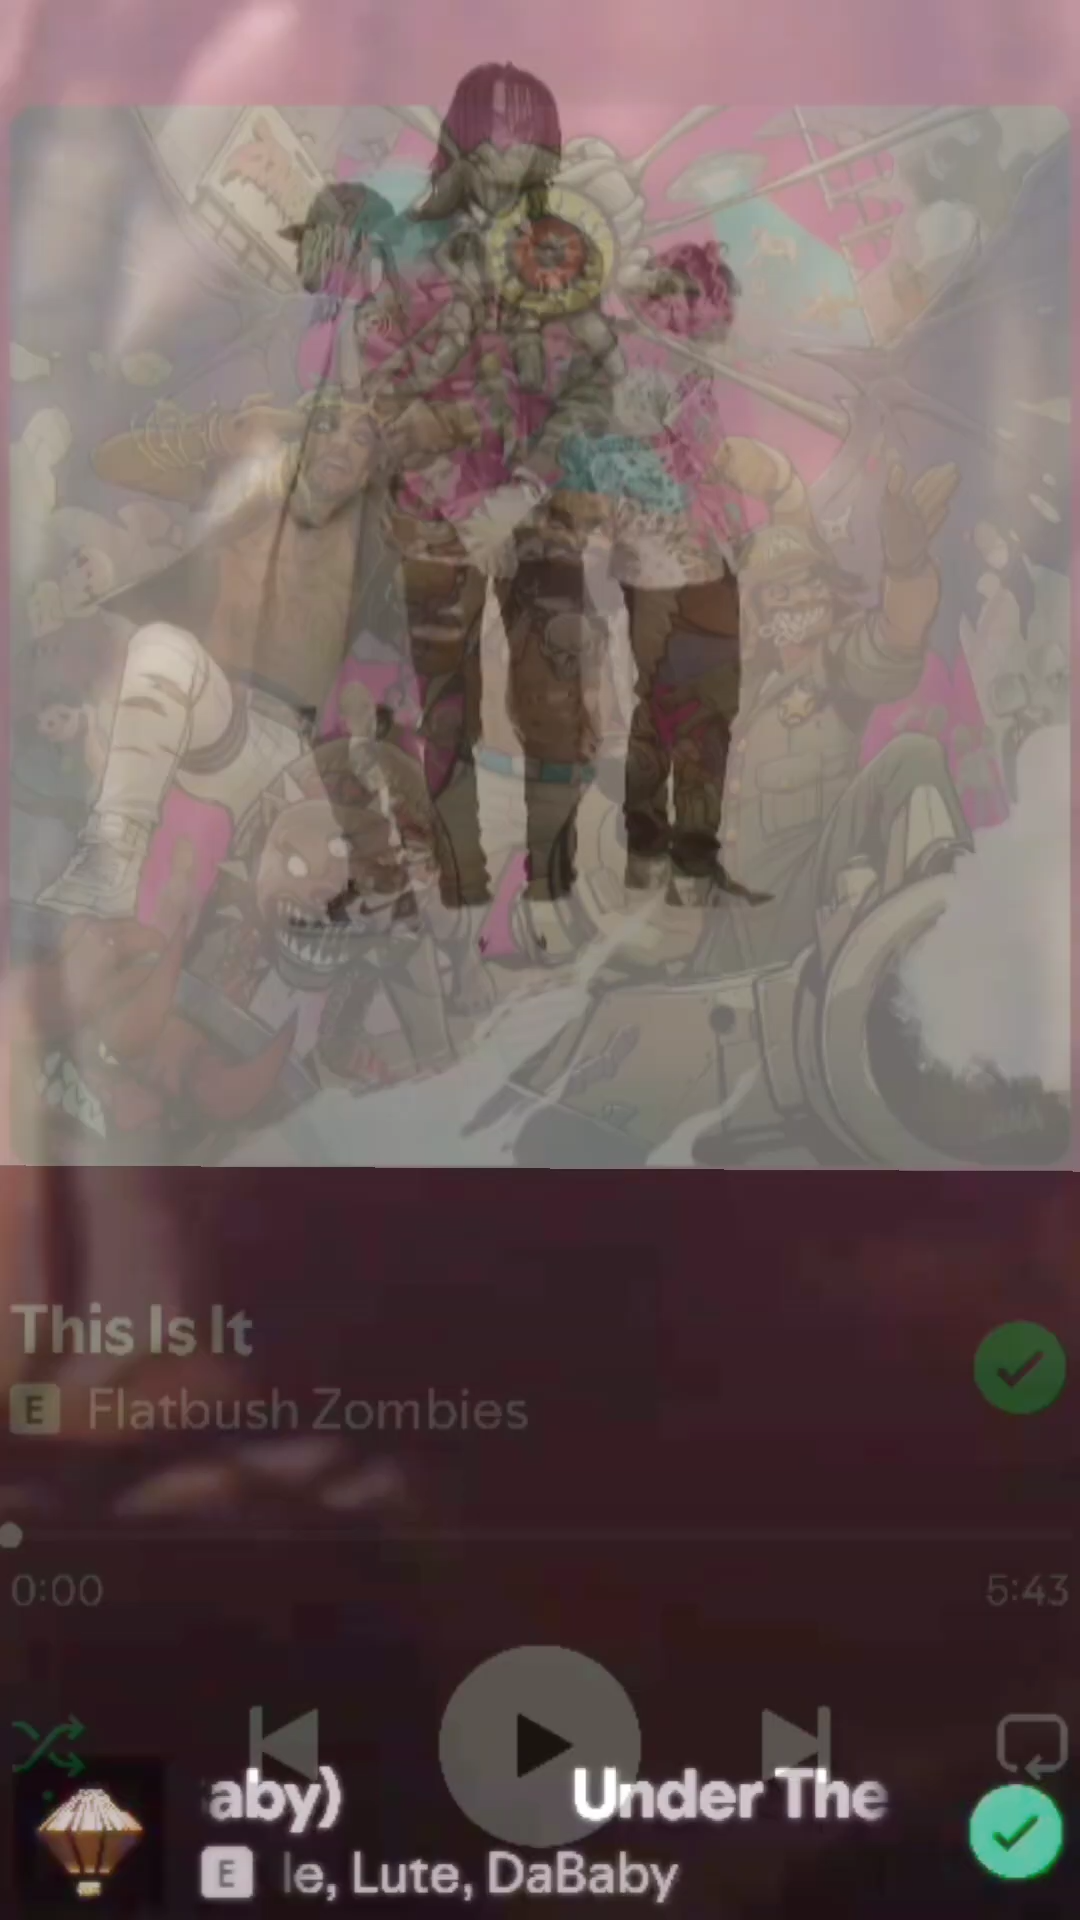 This Is It
E Flatbush Zombies
0:00 5:43
aby) Under The
E le, Lute, DaBaby